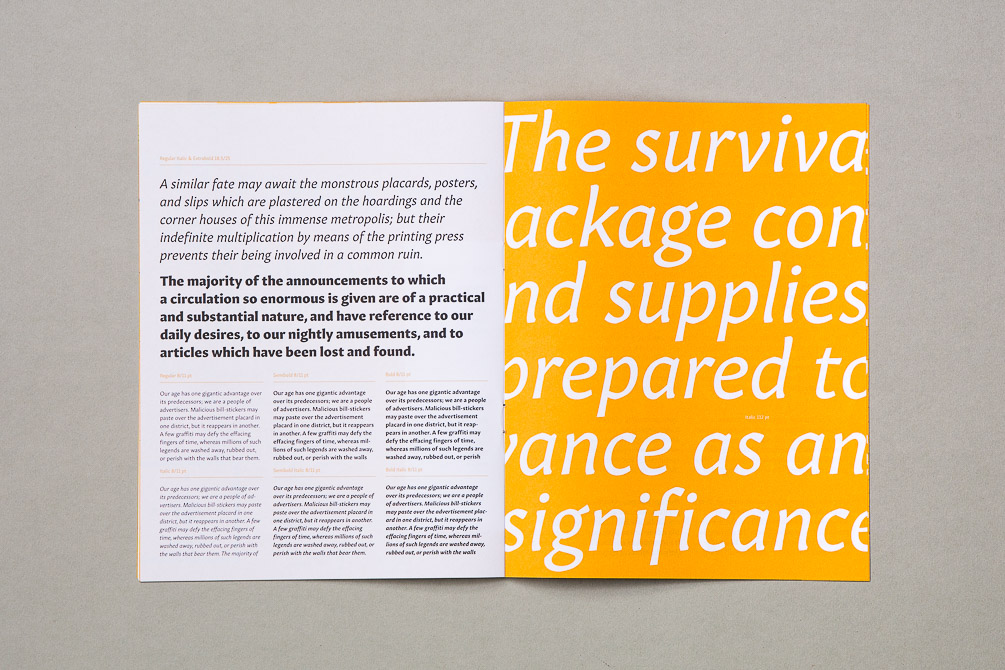 Regular Italic & Semibold 18.5/25
A similar fate may await the monstrous placards, posters,
and slips which are plastered on the hoardings and the
corner houses of this immense metropolis; but their
indefinite multiplication by means of the printing press
prevents their being involved in a common ruin.
The majority of the announcements to which
a circulation so enormous is given are of a practical
and substantial nature, and have reference to our
daily desires, to our nightly amusements, and to
articles which have been lost and found.
Regular 8/11 pt
Our age has one gigantic advantage over
its predecessors; we are a people of
advertisers. Malicious bill-stickers may
paste over the advertisement placard in
one district, but it reappears in another.
A few graffiti may defy the effacing
fingers of time, whereas millions of such
legends are washed away, rubbed out,
or perish with the walls that bear them.
Semibold 8/11 pt
Our age has one gigantic advantage
over its predecessors; we are a people
of advertisers. Malicious bill-stickers
may paste over the advertisement
placard in one district, but it reappears
in another. A few graffiti may defy the
effacing fingers of time, whereas mil-
lions of such legends are washed away,
rubbed out, or perish with the walls
Bold 8/11 pt
Our age has one gigantic advantage
over its predecessors; we are a people
of advertisers. Malicious bill-stickers
may paste over the advertisement
placard in one district, but it reap-
pears in another. A few graffiti may
defy the effacing fingers of time,
whereas millions of such legends are
washed away, rubbed out, or perish
Italic 8/11 pt
Our age has one gigantic advantage over
its predecessors; we are a people of ad-
vertisers. Malicious bill-stickers may paste
over the advertisement placard in one
district, but it reappears in another. A few
graffiti may defy the effacing fingers of
time, whereas millions of such legends are
washed away, rubbed out, or perish with
the walls that bear them. The majority of
Semibold Italic 8/11 pt
Our age has one gigantic advantage
over its predecessors; we are a people of
advertisers. Malicious bill-stickers may
paste over the advertisement placard in
one district, but it reappears in another.
A few graffiti may defy the effacing
fingers of time, whereas millions of such
legends are washed away, rubbed out, or
perish with the walls that bear them.
Bold Italic 8/11 pt
Our age has one gigantic advantage
over its predecessors; we are a people
of advertisers. Malicious bill-stickers
may paste over the advertisement plac-
ard in one district, but it reappears in
another. A few graffiti may defy the
effacing fingers of time, whereas mil-
lions of such legends are washed away,
rubbed out, or perish with the walls
The surviva
ackage con
nd supplies
prepared to
Italic 112 pt
vance as an
significance